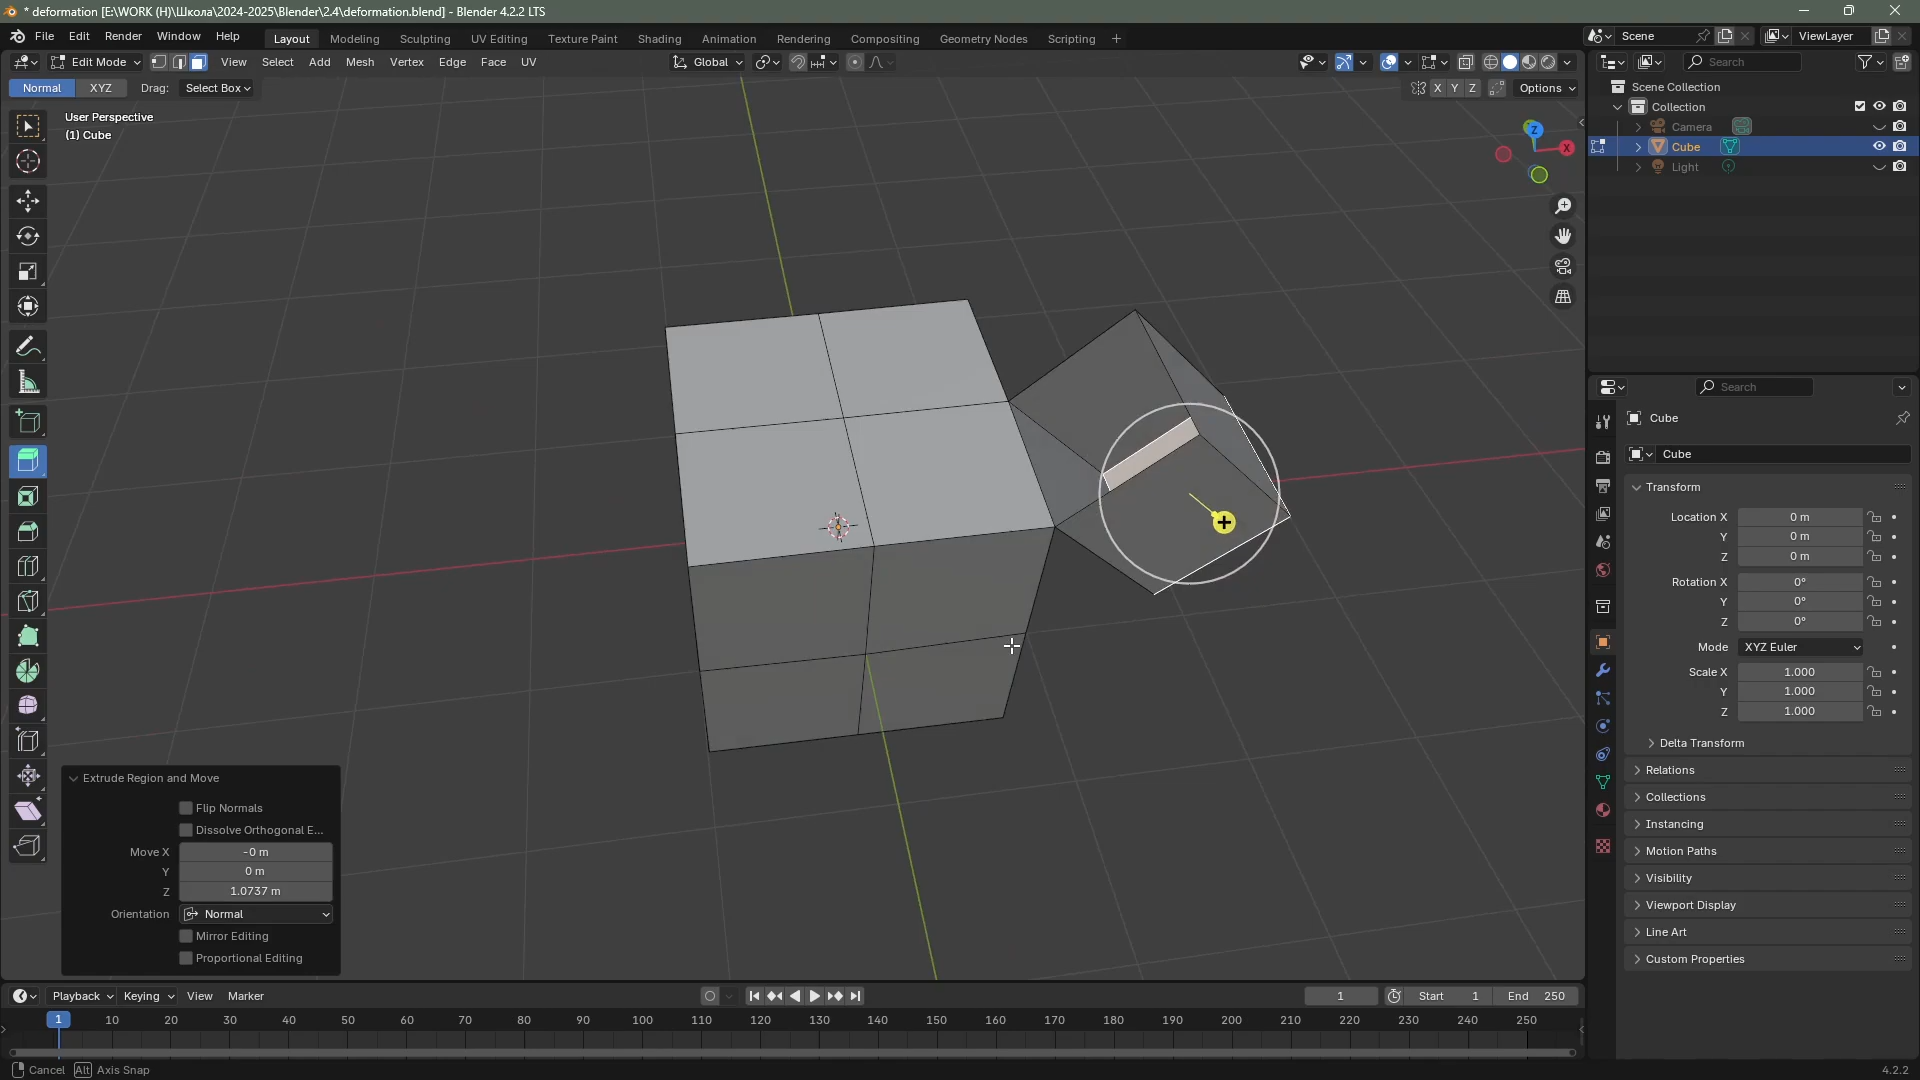 * deformation [E:\WORK (H)\Школа\2024-2025\Blender\2.4\deformation.blend] - Blender 4.2.2 LTS
File Edit Render Window Help Layout Modeling Sculpting UV Editing Texture Paint Shading Animation Rendering Compositing Geometry Nodes Scripting + Scene ViewLayer
Edit Mode View Select Add Mesh Vertex Edge Face UV Global Search
Normal XYZ Drag: Select Box X Y Z Options
Scene Collection
Collection
Camera
Cube
Light
User Perspective
(1) Cube
Z
X
Search
Cube
Cube
Transform
Location X 0 m
Y 0 m
Z 0 m
Rotation X 0°
Y 0°
Z 0°
Mode XYZ Euler
Scale X 1.000
Y 1.000
Z 1.000
Delta Transform
Relations
Collections
Instancing
Motion Paths
Visibility
Viewport Display
Line Art
Custom Properties
Extrude Region and Move
Flip Normals
Dissolve Orthogonal E...
Move X -0 m
Y 0 m
Z 1.0737 m
Orientation Normal
Mirror Editing
Proportional Editing
Playback Keying View Marker 1 Start 1 End 250
1 10 20 30 40 50 60 70 80 90 100 110 120 130 140 150 160 170 180 190 200 210 220 230 240 250
Cancel Alt Axis Snap 4.2.2